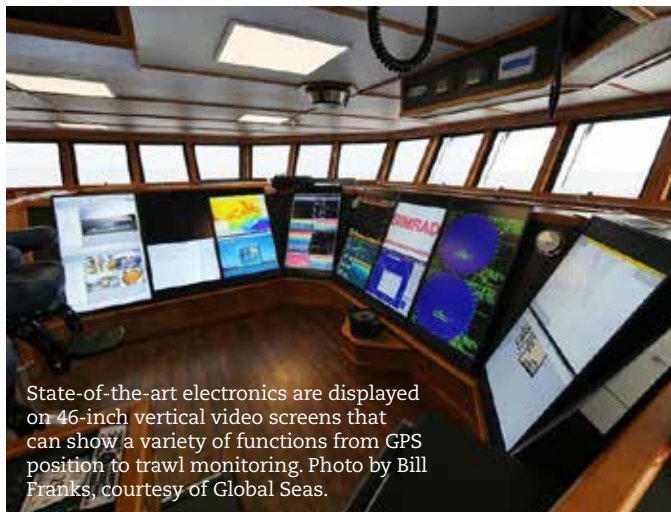 SIMRAD
State-of-the-art electronics are displayed
on 46-inch vertical video screens that
can show a variety of functions from GPS
position to trawl monitoring. Photo by Bill
Franks, courtesy of Global Seas.